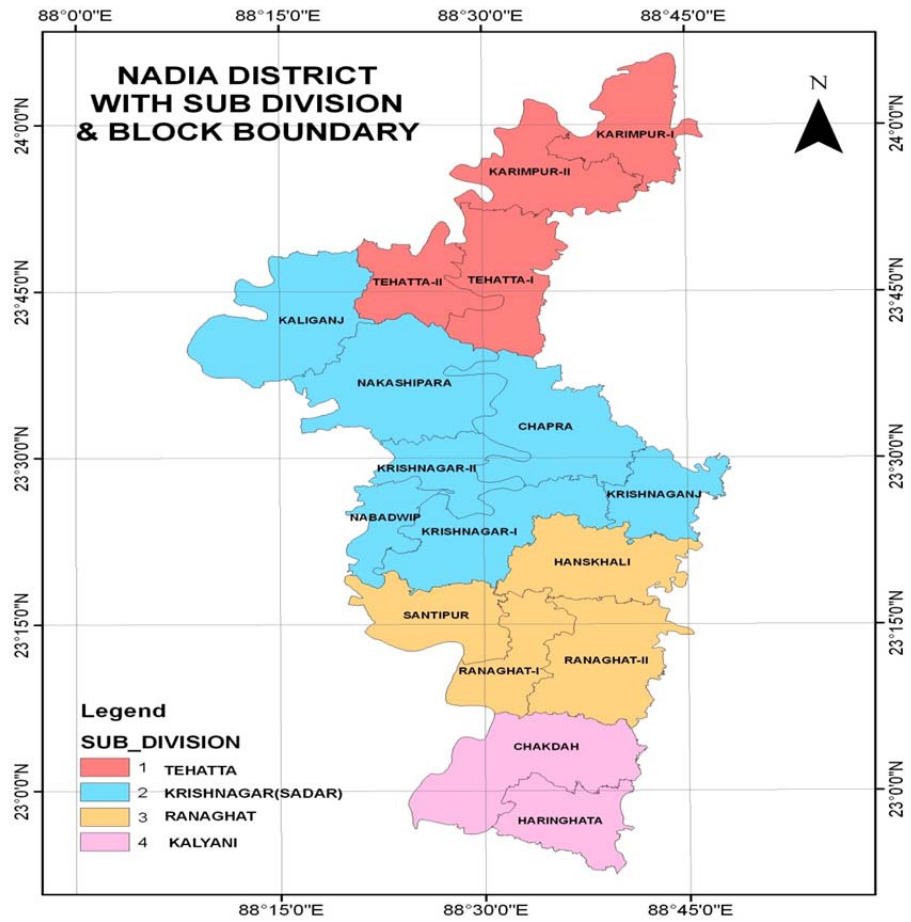 88°0'0"E 88°15'0"E 88°30'0"E 88°45'0"E
NADIA DISTRICT
WITH SUB DIVISION
& BLOCK BOUNDARY
N
24°0'0"N
24°0'0"N
KARIMPUR-I
KARIMPUR-II
TEHATTA-II
TEHATTA-I
23°45'0"N
23°45'0"N
KALIGANJ
NAKASHIPARA
CHAPRA
23°30'0"N
23°30'0"N
KRISHNAGAR-II
KRISHNAGANJ
NABADWIP
KRISHNAGAR-I
HANSKHALI
SANTIPUR
23°15'0"N
23°15'0"N
RANAGHAT-I
RANAGHAT-II
CHAKDAH
23°0'0"N
23°0'0"N
HARINGHATA
Legend
SUB_DIVISION
1 TEHATTA
2 KRISHNAGAR(SADAR)
3 RANAGHAT
4 KALYANI
88°15'0"E 88°30'0"E 88°45'0"E